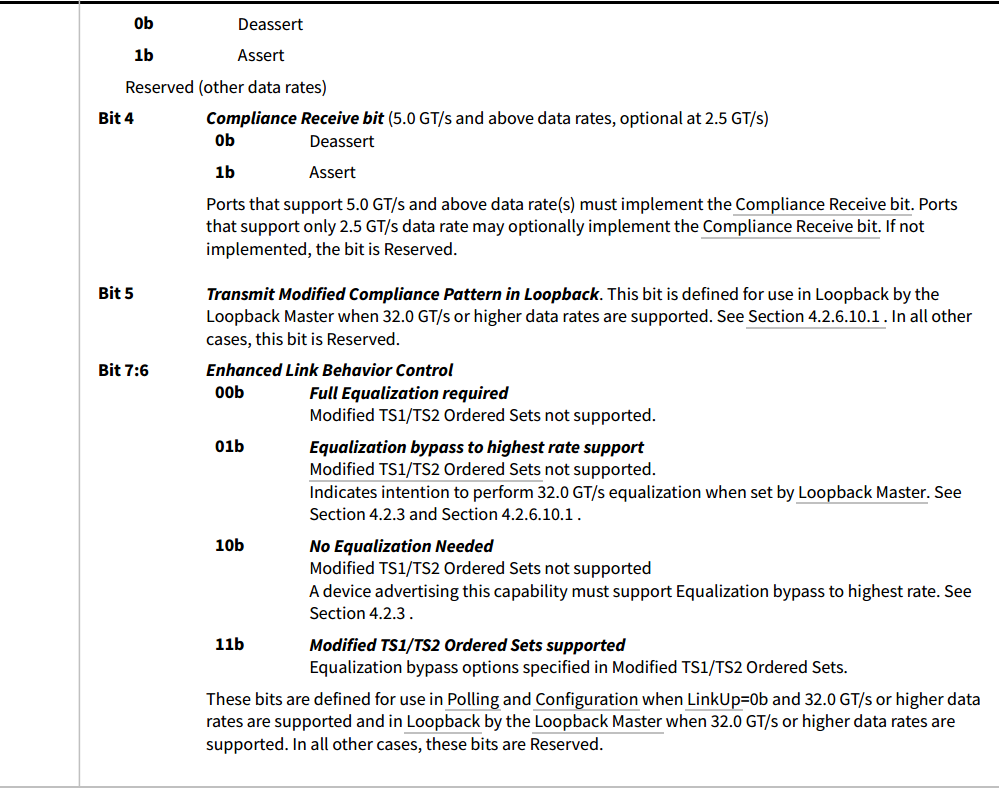 0b Deassert
1b Assert
Reserved (other data rates)
Bit 4 Compliance Receive bit (5.0 GT/s and above data rates, optional at 2.5 GT/s)
0b Deassert
1b Assert
Ports that support 5.0 GT/s and above data rate(s) must implement the Compliance Receive bit. Ports
that support only 2.5 GT/s data rate may optionally implement the Compliance Receive bit. If not
implemented, the bit is Reserved.
Bit 5 Transmit Modified Compliance Pattern in Loopback. This bit is defined for use in Loopback by the
Loopback Master when 32.0 GT/s or higher data rates are supported. See Section 4.2.6.10.1 . In all other
cases, this bit is Reserved.
Bit 7:6 Enhanced Link Behavior Control
00b Full Equalization required
Modified TS1/TS2 Ordered Sets not supported.
01b Equalization bypass to highest rate support
Modified TS1/TS2 Ordered Sets not supported.
Indicates intention to perform 32.0 GT/s equalization when set by Loopback Master. See
Section 4.2.3 and Section 4.2.6.10.1 .
10b No Equalization Needed
Modified TS1/TS2 Ordered Sets not supported
A device advertising this capability must support Equalization bypass to highest rate. See
Section 4.2.3 .
11b Modified TS1/TS2 Ordered Sets supported
Equalization bypass options specified in Modified TS1/TS2 Ordered Sets.
These bits are defined for use in Polling and Configuration when LinkUp=0b and 32.0 GT/s or higher data
rates are supported and in Loopback by the Loopback Master when 32.0 GT/s or higher data rates are
supported. In all other cases, these bits are Reserved.